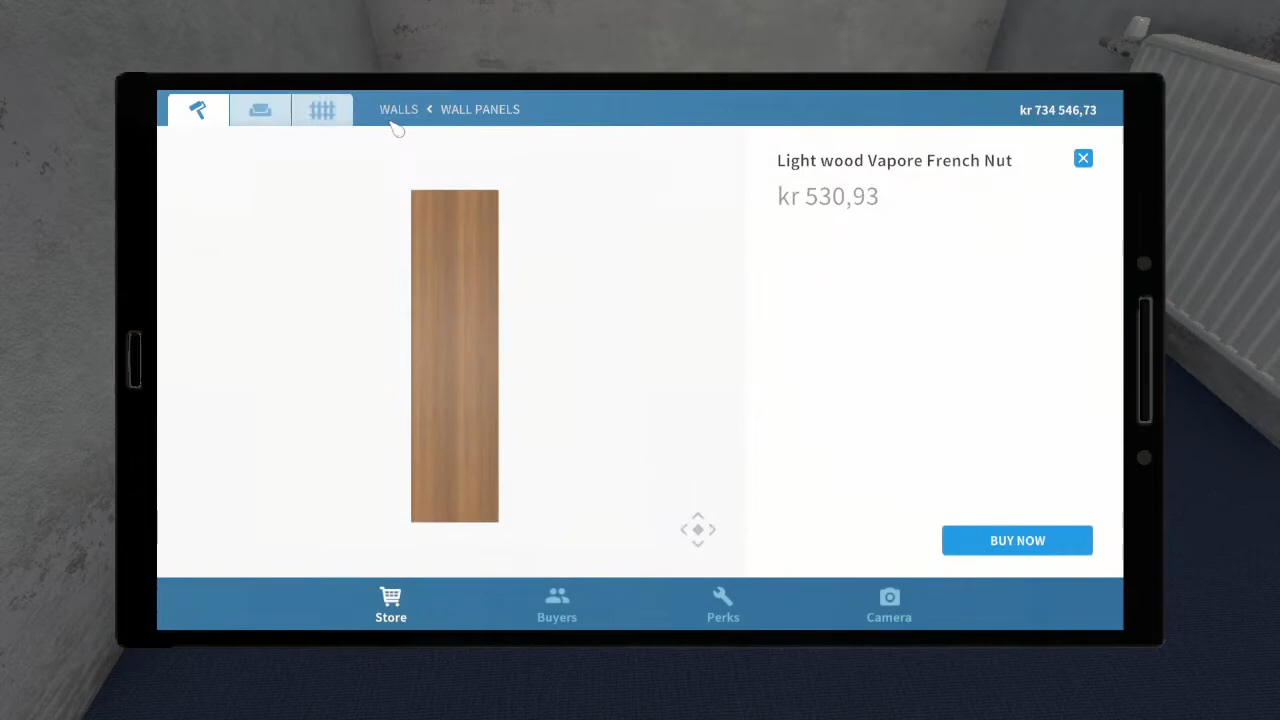 WALLS < WALL PANELS
kr 734 546,73
Light wood Vapore French Nut
kr 530,93
BUY NOW
Store
Buyers
Perks
Camera